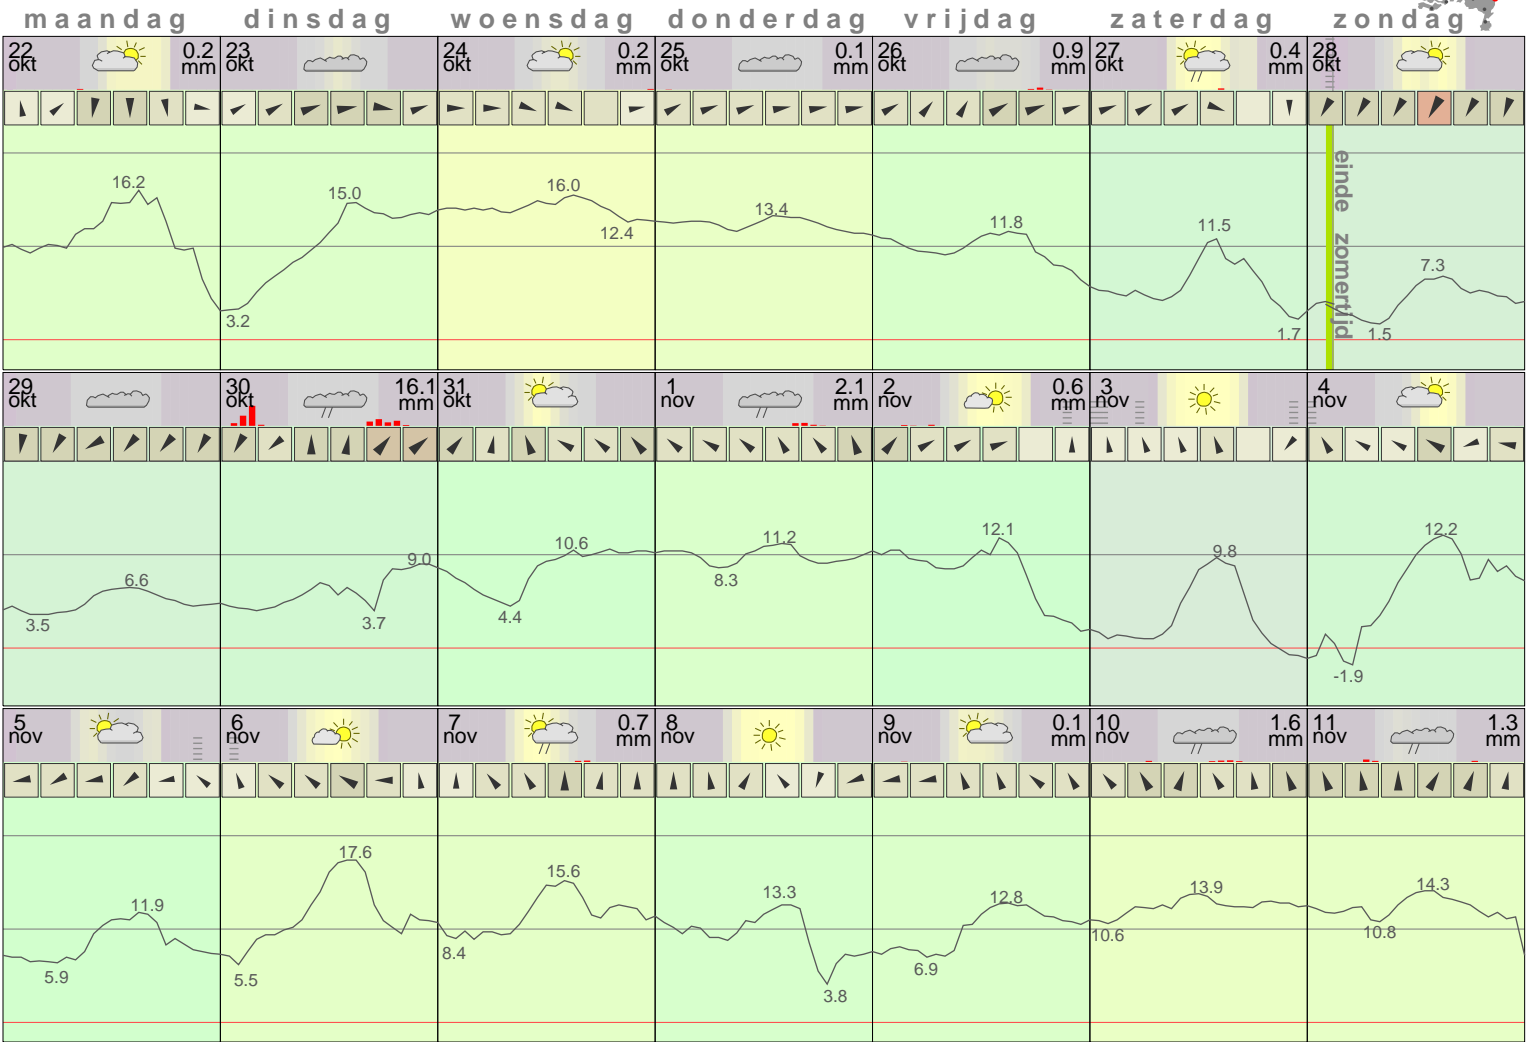 maandag dinsdag woensdag donderdag vrijdag zaterdag zondag
22 0.2 23 24 0.2 25 0.1 26 0.9 27 0.4 28
okt mm okt okt mm okt mm okt mm okt mm okt
16.2 15.0 16.0 13.4 11.8 11.5 7.3
3.2 12.4 1.7 1.5
einde zomertijd
29 30 16.1 31 1 2.1 2 0.6 3 4
okt okt mm okt nov mm nov mm nov nov
6.6 9.0 10.6 11.2 12.1 9.8 12.2
3.5 3.7 4.4 8.3 -1.9
5 6 7 0.7 8 9 0.1 10 1.6 11 1.3
nov nov nov mm nov nov mm nov mm nov mm
11.9 17.6 15.6 13.3 12.8 13.9 14.3
5.9 5.5 8.4 3.8 6.9 10.6 10.8